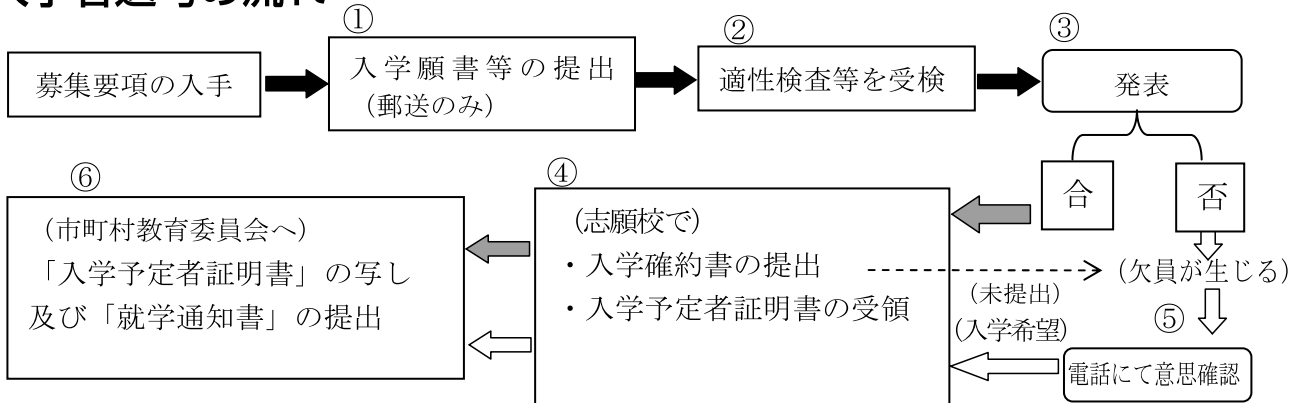 募集要項の入手
①
入学願書等の提出
(郵送のみ)
②
適性検査等を受検
③
発表
合
否
④
(志願校で)
・入学確約書の提出
・入学予定者証明書の受領
(欠員が生じる)
(未提出)
(入学希望)
⑤
電話にて意思確認
⑥
(市町村教育委員会へ)
「入学予定者証明書」の写し
及び「就学通知書」の提出